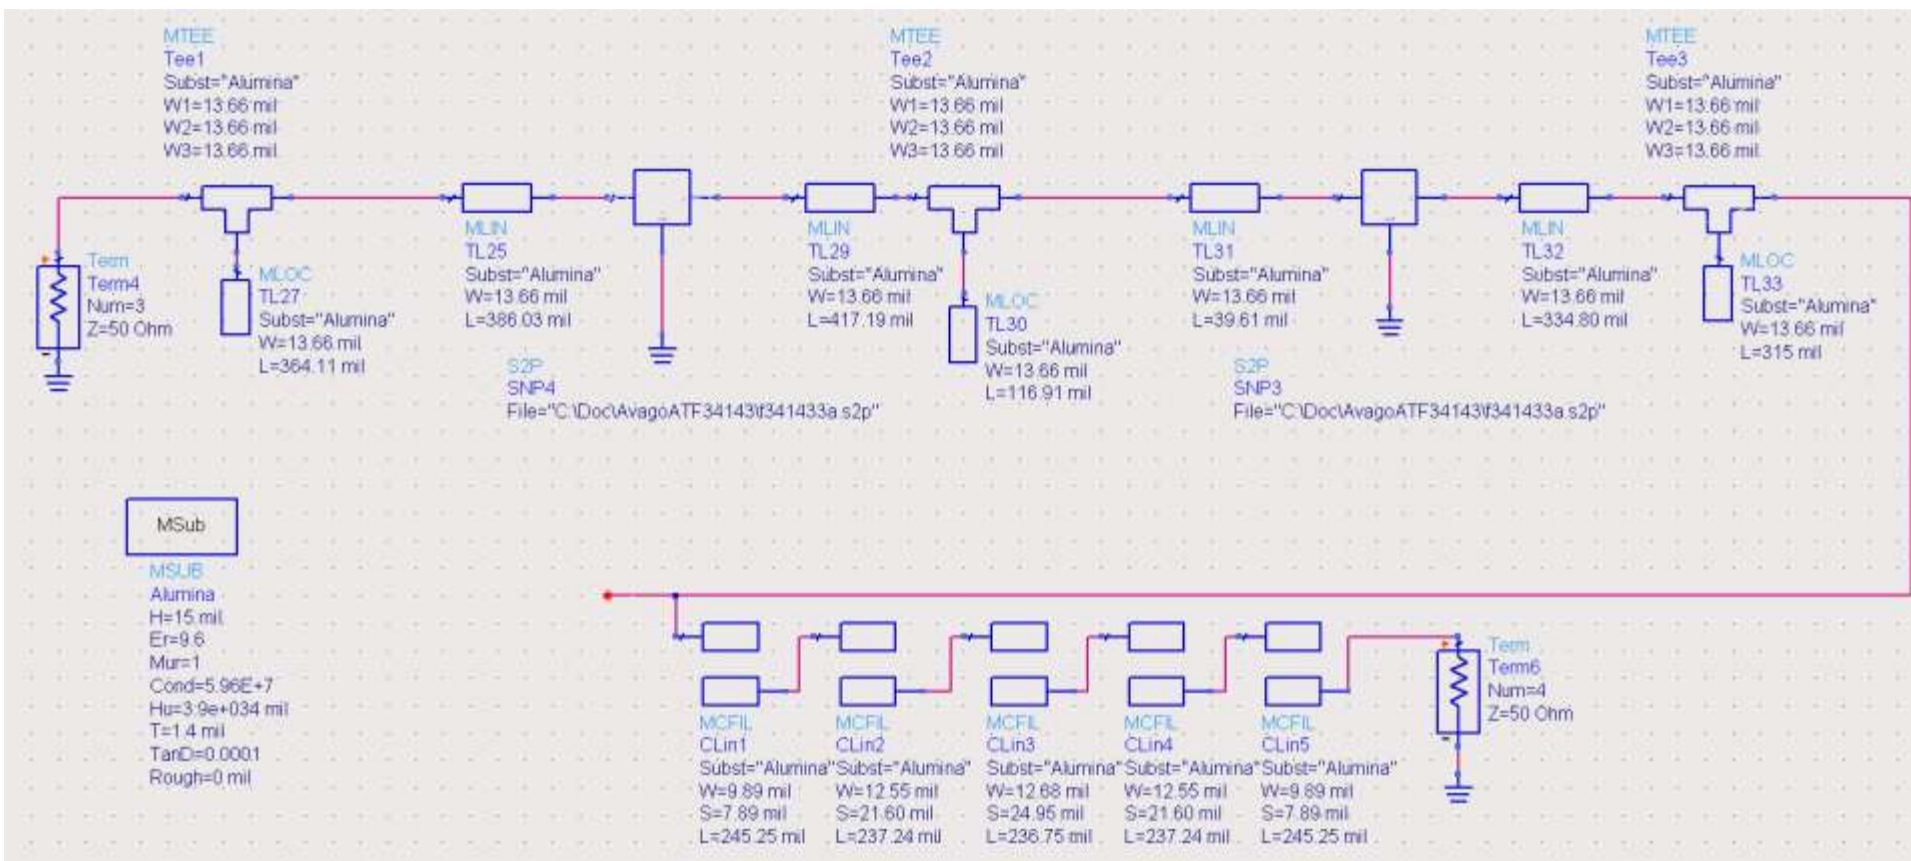 MTEE
Tee1
Subst="Alumina"
W1=13.66 mil
W2=13.66 mil
W3=13.66 mil
MTEE
Tee2
Subst="Alumina"
W1=13.66 mil
W2=13.66 mil
W3=13.66 mil
MTEE
Tee3
Subst="Alumina"
W1=13.66 mil
W2=13.66 mil
W3=13.66 mil
Term
Term4
Num=3
Z=50 Ohm
MLOC
TL27
Subst="Alumina"
W=13.66 mil
L=364.11 mil
MLIN
TL25
Subst="Alumina"
W=13.66 mil
L=386.03 mil
S2P
SNP4
File="C:\Doc\AvagoATF34143\f341433a.s2p"
MLIN
TL29
Subst="Alumina"
W=13.66 mil
L=417.19 mil
MLOC
TL30
Subst="Alumina"
W=13.66 mil
L=116.91 mil
MLIN
TL31
Subst="Alumina"
W=13.66 mil
L=39.61 mil
S2P
SNP3
File="C:\Doc\AvagoATF34143\f341433a.s2p"
MLIN
TL32
Subst="Alumina"
W=13.66 mil
L=334.80 mil
MLOC
TL33
Subst="Alumina"
W=13.66 mil
L=315 mil
MSub
MSUB
Alumina
H=15 mil
Er=9.6
Mur=1
Cond=5.96E+7
Hu=3.9e+034 mil
T=1.4 mil
TanD=0.0001
Rough=0 mil
MCFIL
CLin1
Subst="Alumina"
W=9.89 mil
S=7.89 mil
L=245.25 mil
MCFIL
CLin2
Subst="Alumina"
W=12.55 mil
S=21.60 mil
L=237.24 mil
MCFIL
CLin3
Subst="Alumina"
W=12.68 mil
S=24.95 mil
L=236.75 mil
MCFIL
CLin4
Subst="Alumina"
W=12.55 mil
S=21.60 mil
L=237.24 mil
MCFIL
CLin5
Subst="Alumina"
W=9.89 mil
S=7.89 mil
L=245.25 mil
Term
Term6
Num=4
Z=50 Ohm